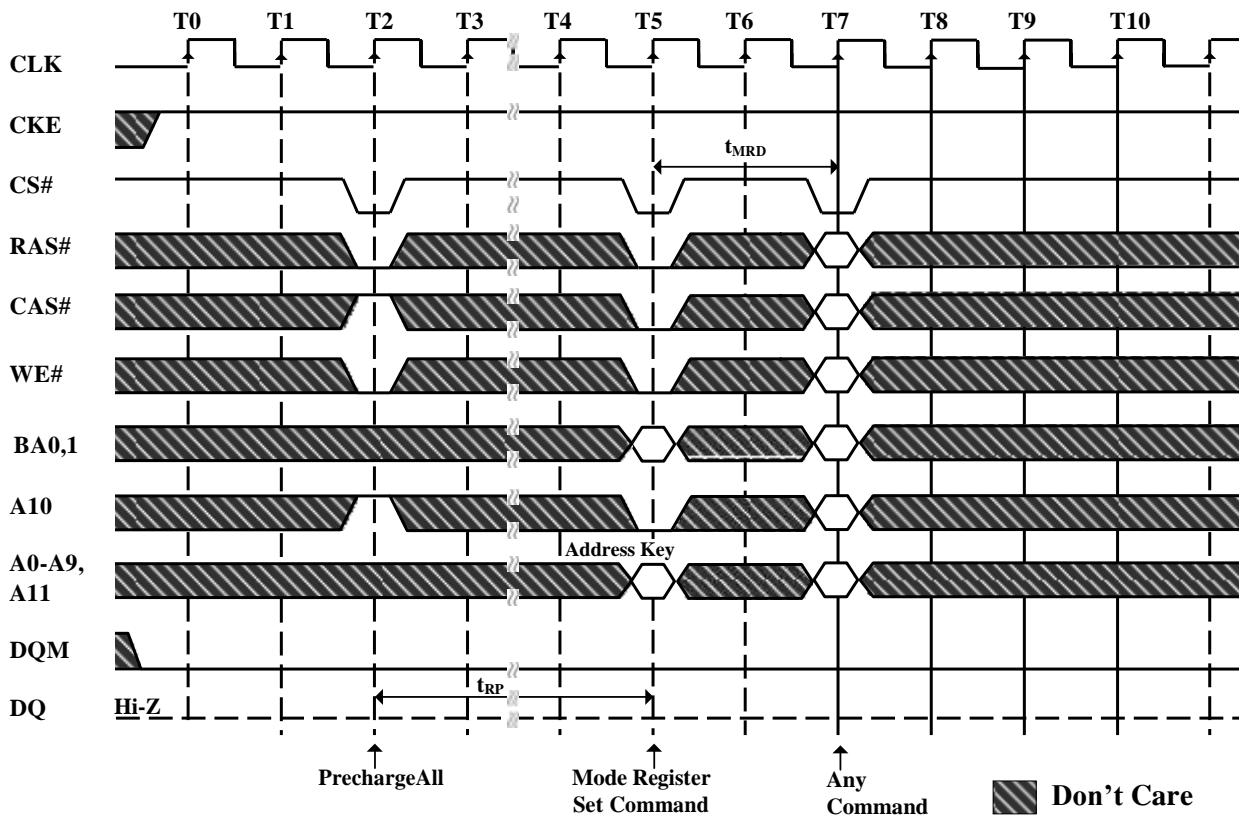 T0 T1 T2 T3 T4 T5 T6 T7 T8 T9 T10
CLK
CKE
tMRD
CS#
RAS#
CAS#
WE#
BA0,1
A10
Address Key
A0-A9,
A11
DQM
tRP
DQ Hi-Z
PrechargeAll
Mode Register
Set Command
Any
Command
Don't Care